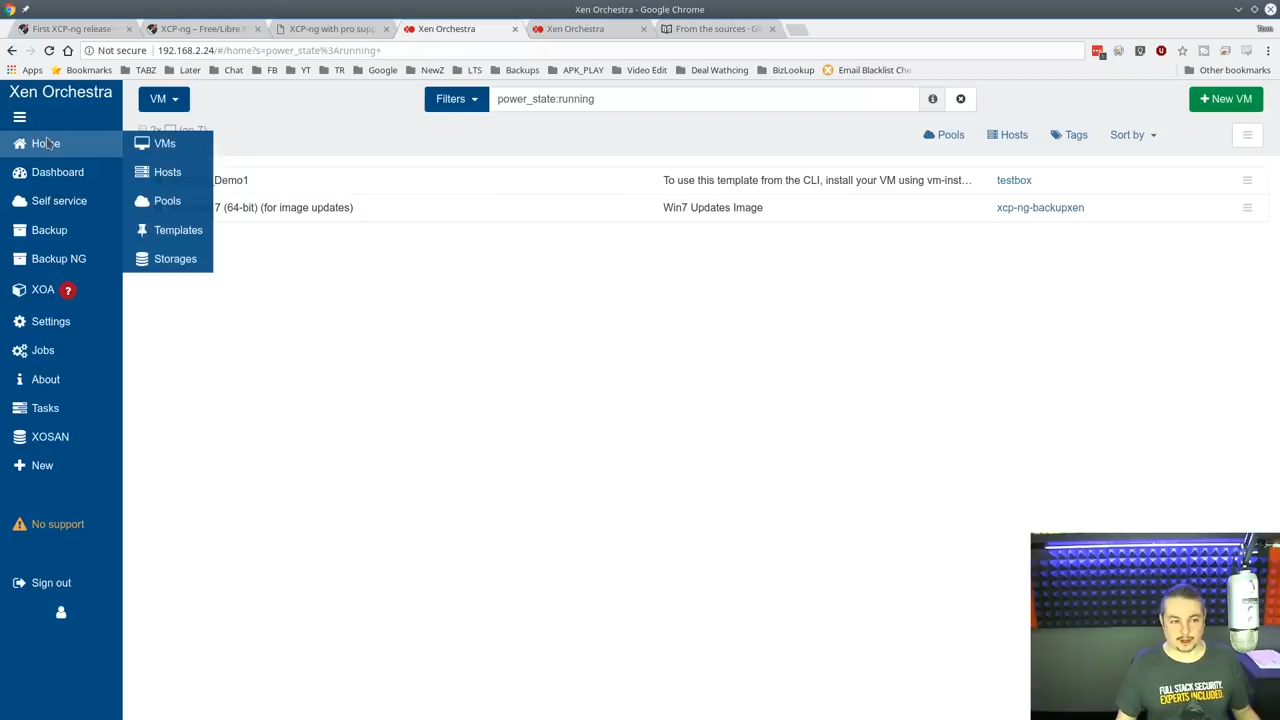 Xen Orchestra - Google Chrome
First XCP-ng release
XCP-ng – Free/Libre X
XCP-ng with pro supp
Xen Orchestra
Xen Orchestra
From the sources · Gi
Tom
Not secure
192.168.2.24/#/home?s=power_state%3Arunning+
Apps
Bookmarks
TABZ
Later
Chat
FB
YT
TR
Google
NewZ
LTS
Backups
APK_PLAY
Video Edit
Deal Wathcing
BizLookup
Email Blacklist Che
Other bookmarks
Xen Orchestra
VM
Filters
power_state:running
+ New VM
Home
Dashboard
Self service
Backup
Backup NG
XOA ?
Settings
Jobs
About
Tasks
XOSAN
New
No support
Sign out
VMs
Hosts
Pools
Templates
Storages
Pools
Hosts
Tags
Sort by
_Demo1
To use this template from the CLI, install your VM using vm-inst…
testbox
7 (64-bit) (for image updates)
Win7 Updates Image
xcp-ng-backupxen
FULL STACK SECURITY.
EXPERTS INCLUDED.